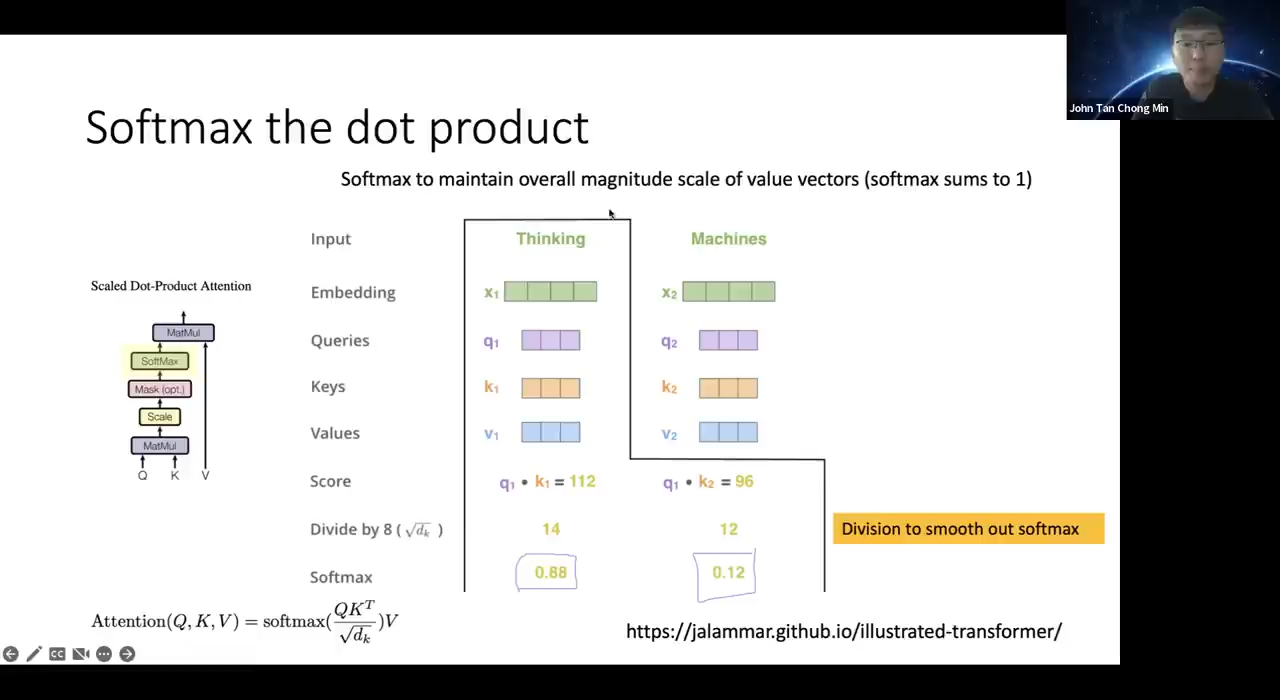 John Tan Chong Min
Softmax the dot product
Softmax to maintain overall magnitude scale of value vectors (softmax sums to 1)
Input Thinking Machines
Scaled Dot-Product Attention
Embedding x₁ x₂
Queries q₁ q₂
Keys k₁ k₂
Values v₁ v₂
MatMul
SoftMax
Mask (opt.)
Scale
MatMul
Q K V
Score q₁ • k₁ = 112 q₁ • k₂ = 96
Divide by 8 ( √dₖ ) 14 12
Division to smooth out softmax
Softmax 0.88 0.12
Attention(Q, K, V) = softmax(QKᵀ/√dₖ)V
https://jalammar.github.io/illustrated-transformer/
CC